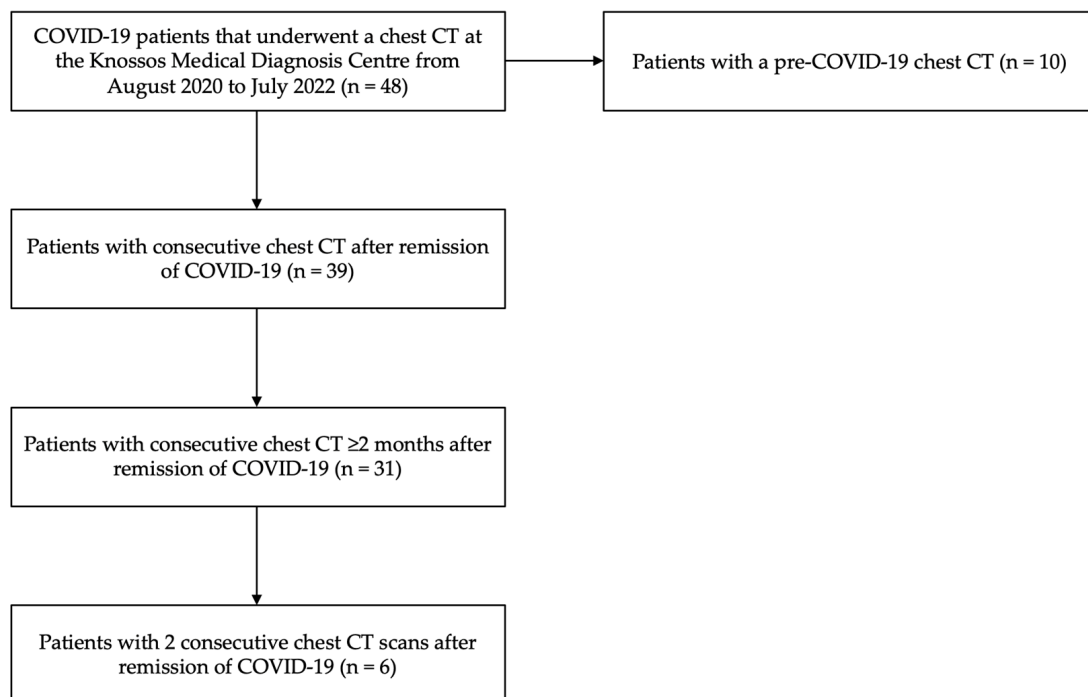 COVID-19 patients that underwent a chest CT at
the Knossos Medical Diagnosis Centre from
August 2020 to July 2022 (n = 48)
Patients with a pre-COVID-19 chest CT (n = 10)
Patients with consecutive chest CT after remission
of COVID-19 (n = 39)
Patients with consecutive chest CT ≥2 months after
remission of COVID-19 (n = 31)
Patients with 2 consecutive chest CT scans after
remission of COVID-19 (n = 6)